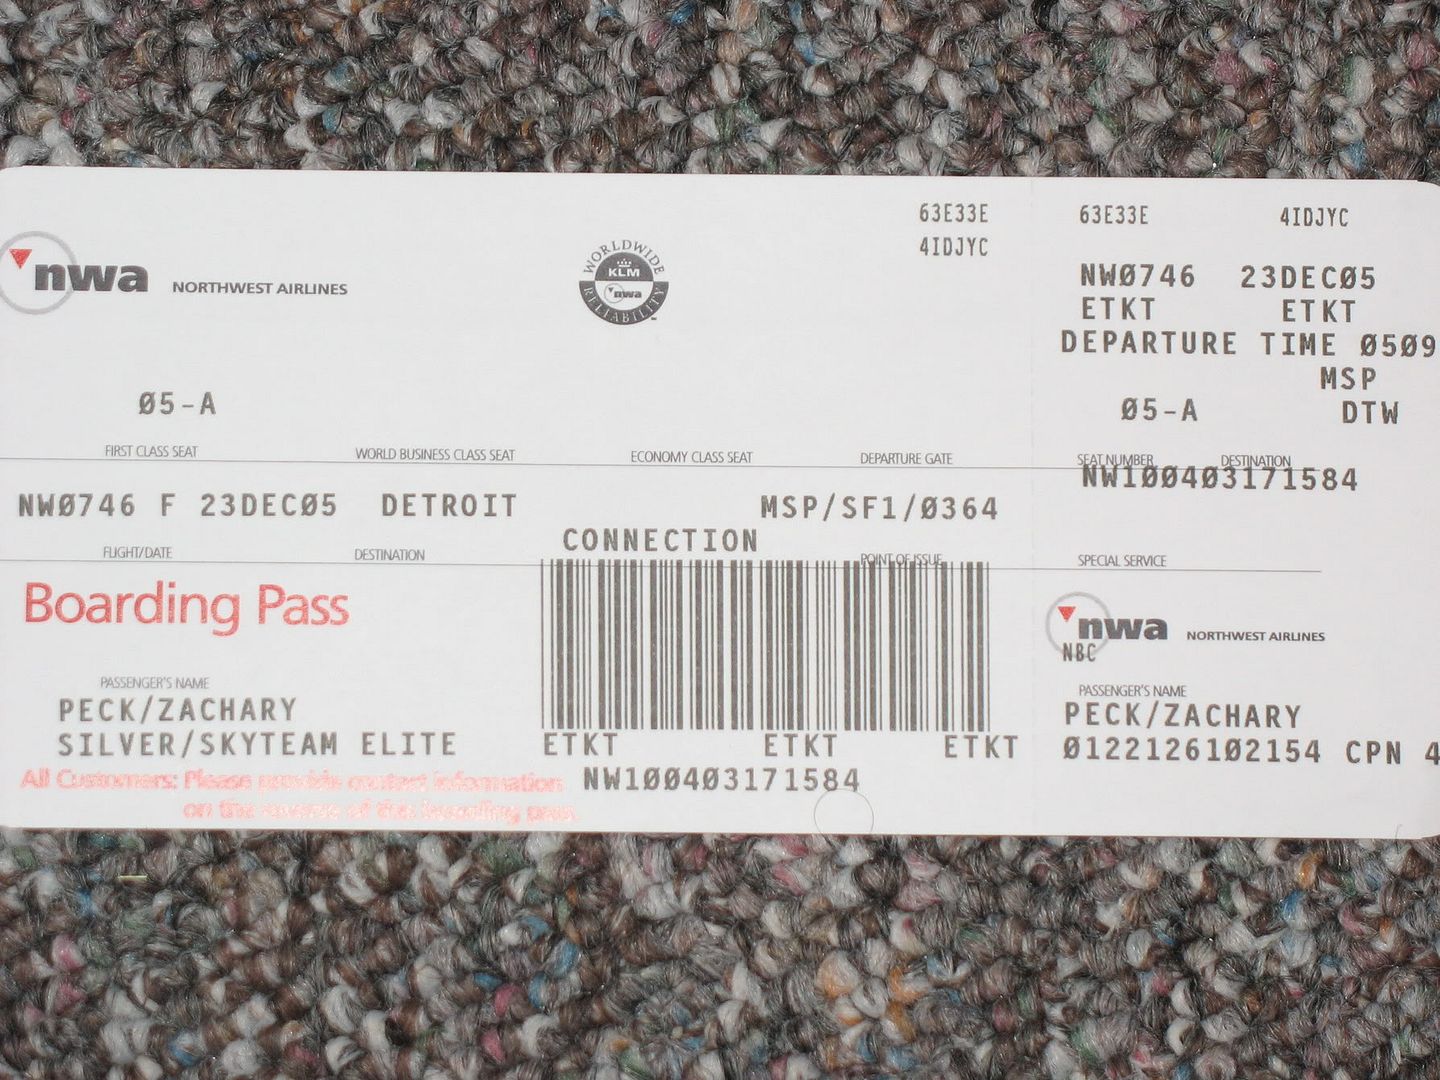 63E33E
4IDJYC
nwa NORTHWEST AIRLINES
WORLDWIDE
KLM
nwa
RELIABILITY
05-A
FIRST CLASS SEAT WORLD BUSINESS CLASS SEAT ECONOMY CLASS SEAT DEPARTURE GATE
NW0746 F 23DEC05 DETROIT MSP/SF1/0364
CONNECTION
FLIGHT/DATE DESTINATION POINT OF ISSUE
Boarding Pass
PASSENGER'S NAME
PECK/ZACHARY
SILVER/SKYTEAM ELITE ETKT ETKT ETKT
All Customers: Please provide contact information NW100403171584
on the reverse of this boarding pass.
63E33E 4IDJYC
NW0746 23DEC05
ETKT ETKT
DEPARTURE TIME 0509
MSP
05-A DTW
SEAT NUMBER DESTINATION
NW100403171584
SPECIAL SERVICE
nwa NORTHWEST AIRLINES
NBC
PASSENGER'S NAME
PECK/ZACHARY
0122126102154 CPN 4